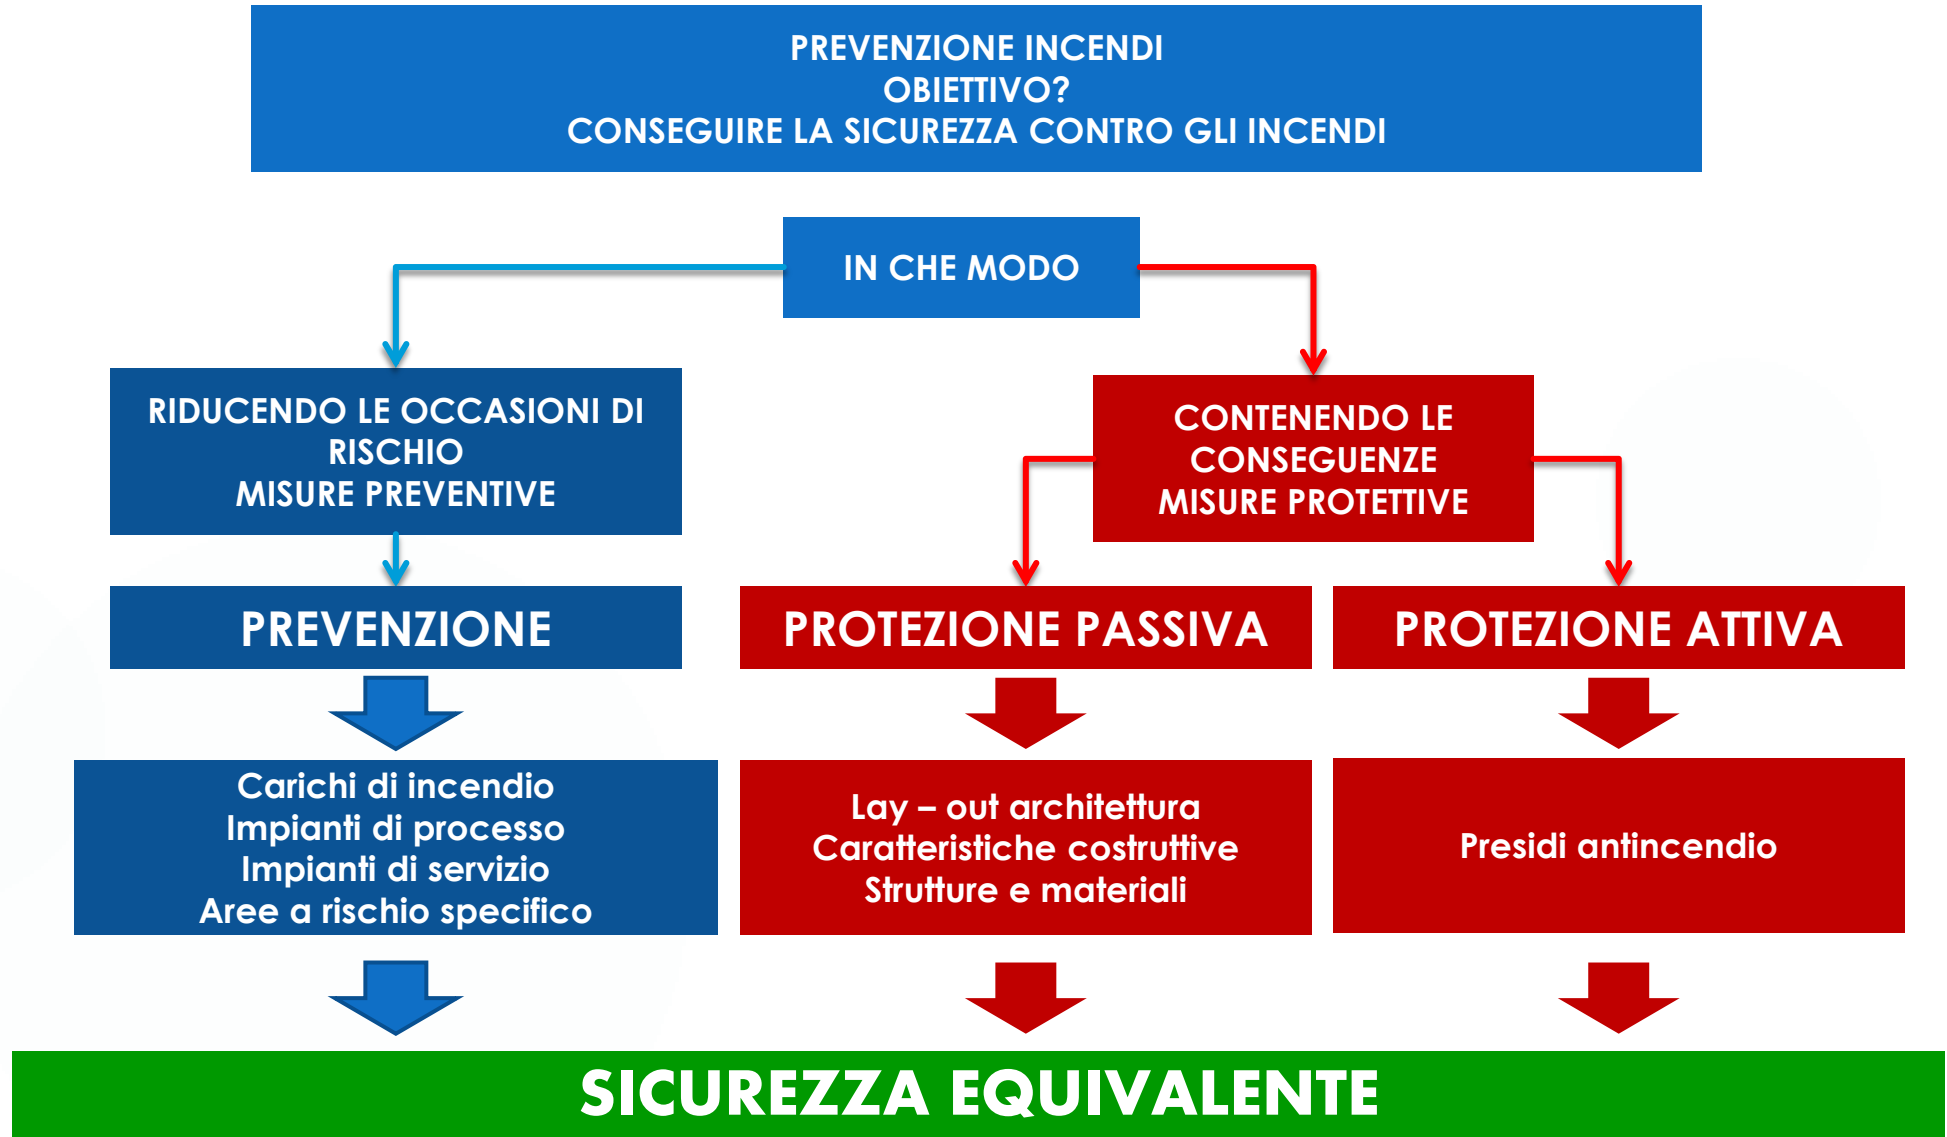 PREVENZIONE INCENDI
OBIETTIVO?
CONSEGUIRE LA SICUREZZA CONTRO GLI INCENDI
IN CHE MODO
RIDUCENDO LE OCCASIONI DI
RISCHIO
MISURE PREVENTIVE
CONTENENDO LE
CONSEGUENZE
MISURE PROTETTIVE
PREVENZIONE
PROTEZIONE PASSIVA
PROTEZIONE ATTIVA
Carichi di incendio
Impianti di processo
Impianti di servizio
Aree a rischio specifico
Lay – out architettura
Caratteristiche costruttive
Strutture e materiali
Presidi antincendio
SICUREZZA EQUIVALENTE